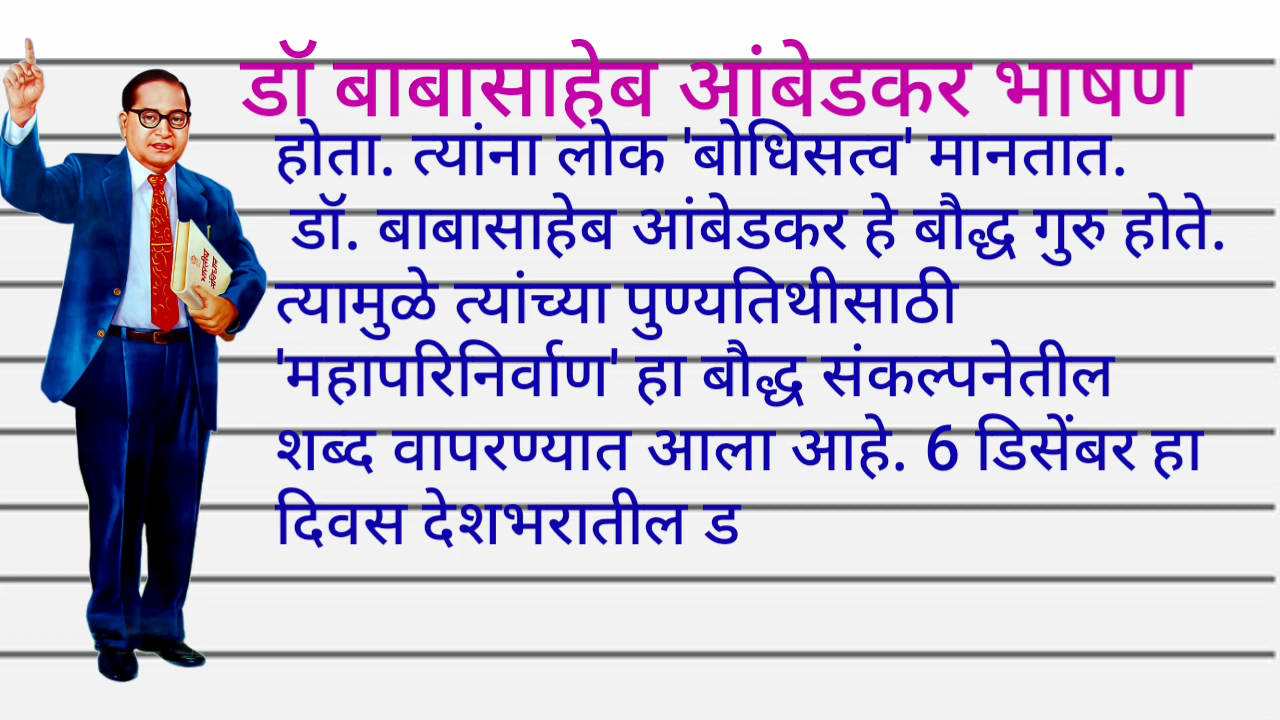 डॉ बाबासाहेब आंबेडकर भाषण
होता. त्यांना लोक 'बोधिसत्व' मानतात.
डॉ. बाबासाहेब आंबेडकर हे बौद्ध गुरु होते.
त्यामुळे त्यांच्या पुण्यतिथीसाठी
'महापरिनिर्वाण' हा बौद्ध संकल्पनेतील
शब्द वापरण्यात आला आहे. 6 डिसेंबर हा
दिवस देशभरातील ड